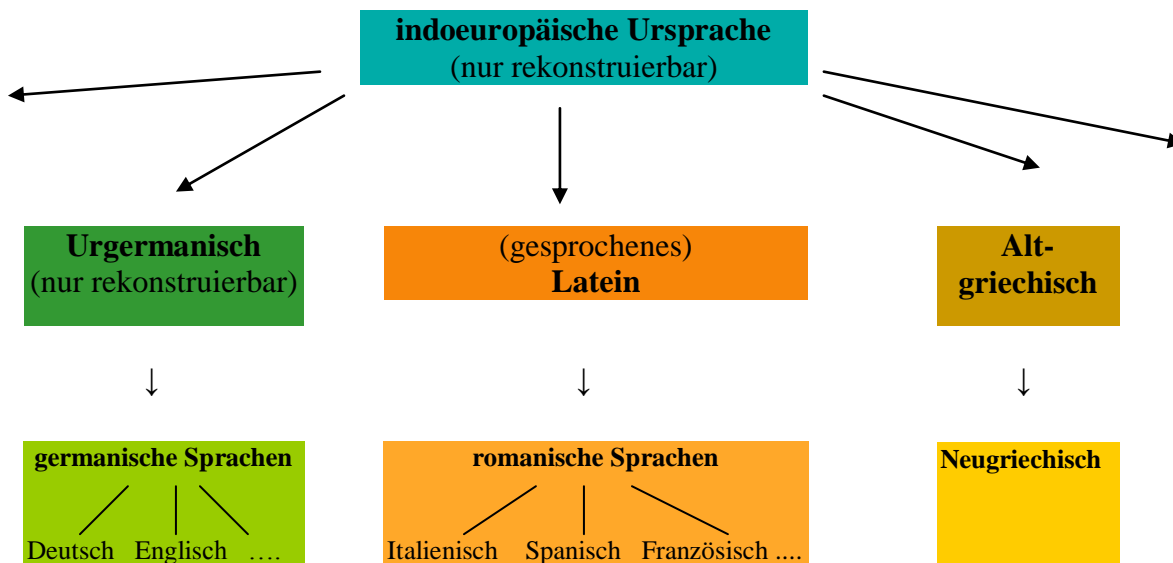 indoeuropäische Ursprache
(nur rekonstruierbar)
Urgermanisch
(nur rekonstruierbar)
(gesprochenes)
Latein
Alt-
griechisch
↓ ↓ ↓
germanische Sprachen
Deutsch Englisch ….
romanische Sprachen
Italienisch Spanisch Französisch ....
Neugriechisch